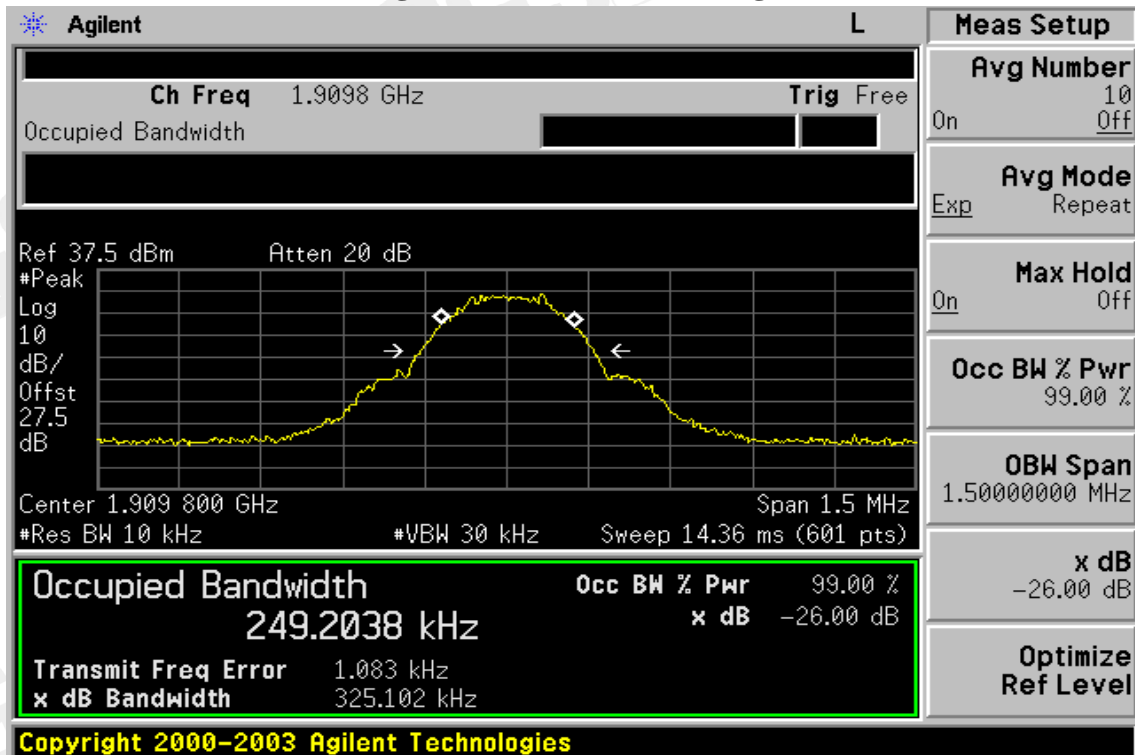 Agilent L Meas Setup
Ch Freq 1.9098 GHz Trig Free
Occupied Bandwidth
Ref 37.5 dBm Atten 20 dB
#Peak
Log
10
dB/
Offst
27.5
dB
Center 1.909 800 GHz Span 1.5 MHz
#Res BW 10 kHz #VBW 30 kHz Sweep 14.36 ms (601 pts)
Occupied Bandwidth Occ BW % Pwr 99.00 %
249.2038 kHz x dB -26.00 dB
Transmit Freq Error 1.083 kHz
x dB Bandwidth 325.102 kHz
Avg Number
10
On Off
Avg Mode
Exp Repeat
Max Hold
On Off
Occ BW % Pwr
99.00 %
OBW Span
1.50000000 MHz
x dB
-26.00 dB
Optimize
Ref Level
Copyright 2000-2003 Agilent Technologies